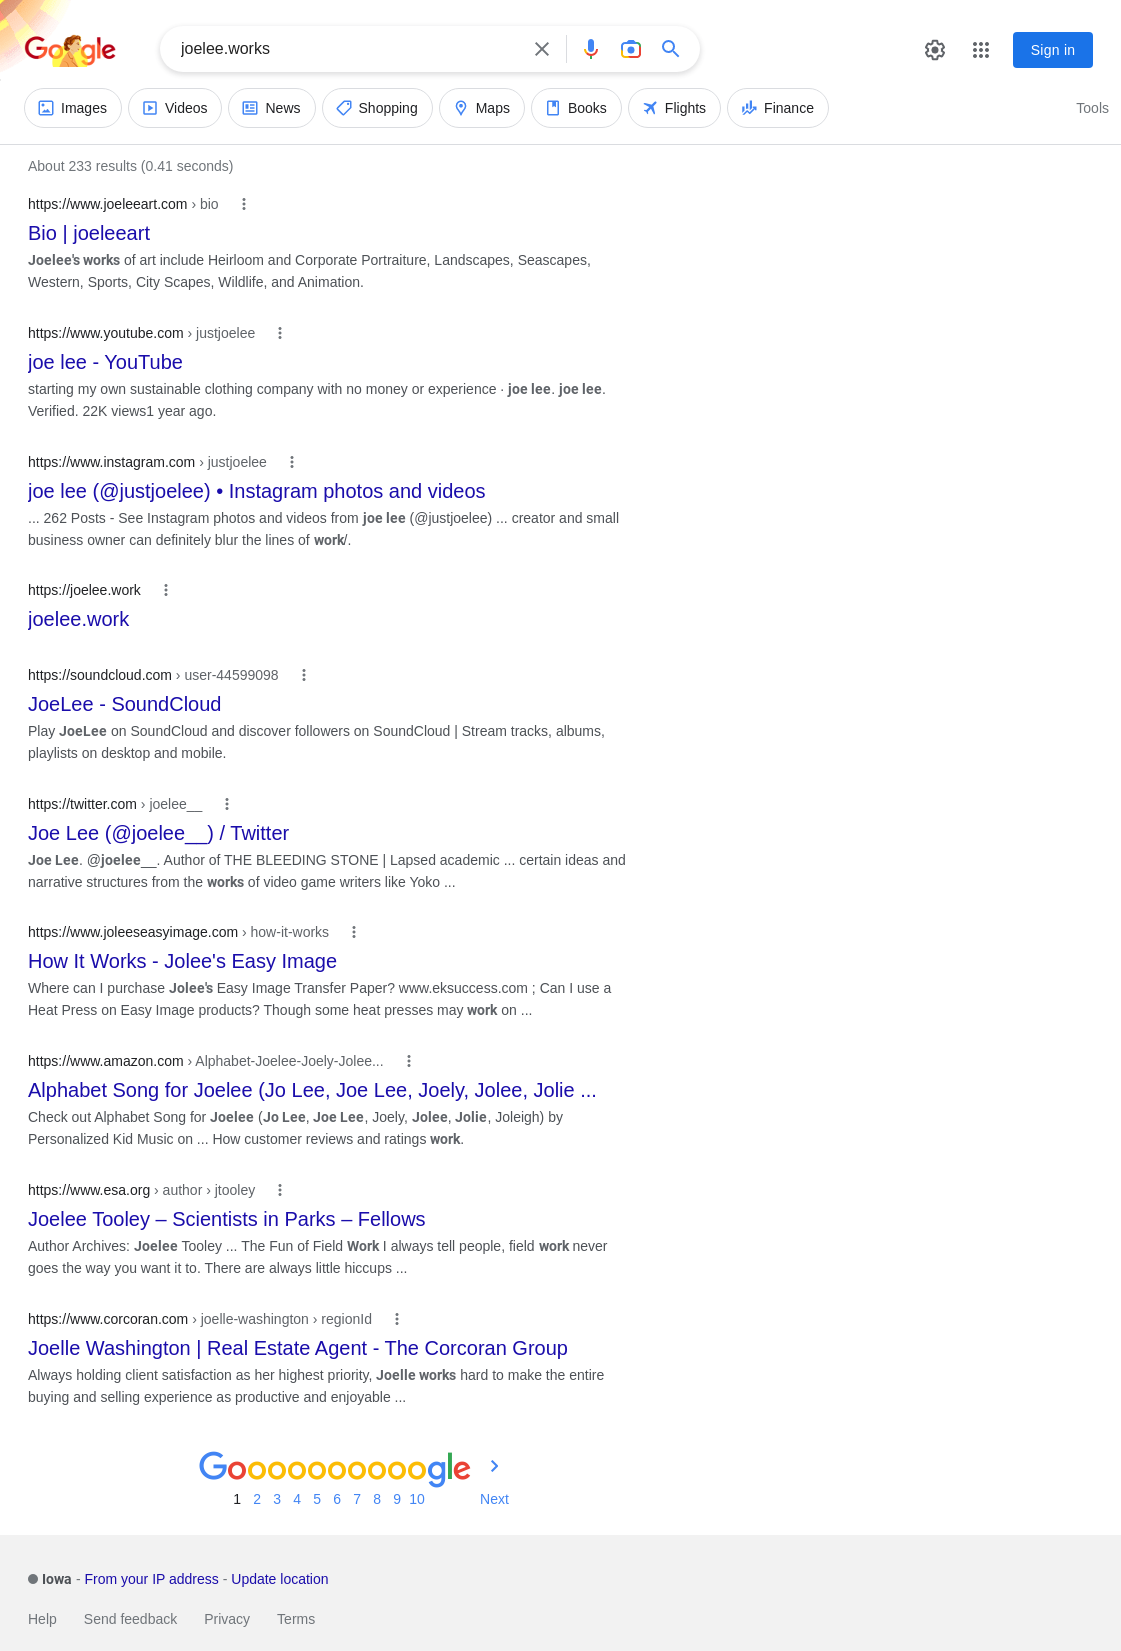 Google
joelee.works
Sign in
Images
Videos
News
Shopping
Maps
Books
Flights
Finance
Tools
About 233 results (0.41 seconds)
https://www.joeleeart.com › bio
Bio | joeleeart
Joelee's works of art include Heirloom and Corporate Portraiture, Landscapes, Seascapes,
Western, Sports, City Scapes, Wildlife, and Animation.
https://www.youtube.com › justjoelee
joe lee - YouTube
starting my own sustainable clothing company with no money or experience · joe lee. joe lee.
Verified. 22K views1 year ago.
https://www.instagram.com › justjoelee
joe lee (@justjoelee) • Instagram photos and videos
... 262 Posts - See Instagram photos and videos from joe lee (@justjoelee) ... creator and small
business owner can definitely blur the lines of work/.
https://joelee.work
joelee.work
https://soundcloud.com › user-44599098
JoeLee - SoundCloud
Play JoeLee on SoundCloud and discover followers on SoundCloud | Stream tracks, albums,
playlists on desktop and mobile.
https://twitter.com › joelee__
Joe Lee (@joelee__) / Twitter
Joe Lee. @joelee__. Author of THE BLEEDING STONE | Lapsed academic ... certain ideas and
narrative structures from the works of video game writers like Yoko ...
https://www.joleeseasyimage.com › how-it-works
How It Works - Jolee's Easy Image
Where can I purchase Jolee's Easy Image Transfer Paper? www.eksuccess.com ; Can I use a
Heat Press on Easy Image products? Though some heat presses may work on ...
https://www.amazon.com › Alphabet-Joelee-Joely-Jolee...
Alphabet Song for Joelee (Jo Lee, Joe Lee, Joely, Jolee, Jolie ...
Check out Alphabet Song for Joelee (Jo Lee, Joe Lee, Joely, Jolee, Jolie, Joleigh) by
Personalized Kid Music on ... How customer reviews and ratings work.
https://www.esa.org › author › jtooley
Joelee Tooley – Scientists in Parks – Fellows
Author Archives: Joelee Tooley ... The Fun of Field Work I always tell people, field work never
goes the way you want it to. There are always little hiccups ...
https://www.corcoran.com › joelle-washington › regionId
Joelle Washington | Real Estate Agent - The Corcoran Group
Always holding client satisfaction as her highest priority, Joelle works hard to make the entire
buying and selling experience as productive and enjoyable ...
Goooooooooogle
1 2 3 4 5 6 7 8 9 10 Next
Iowa - From your IP address - Update location
Help Send feedback Privacy Terms